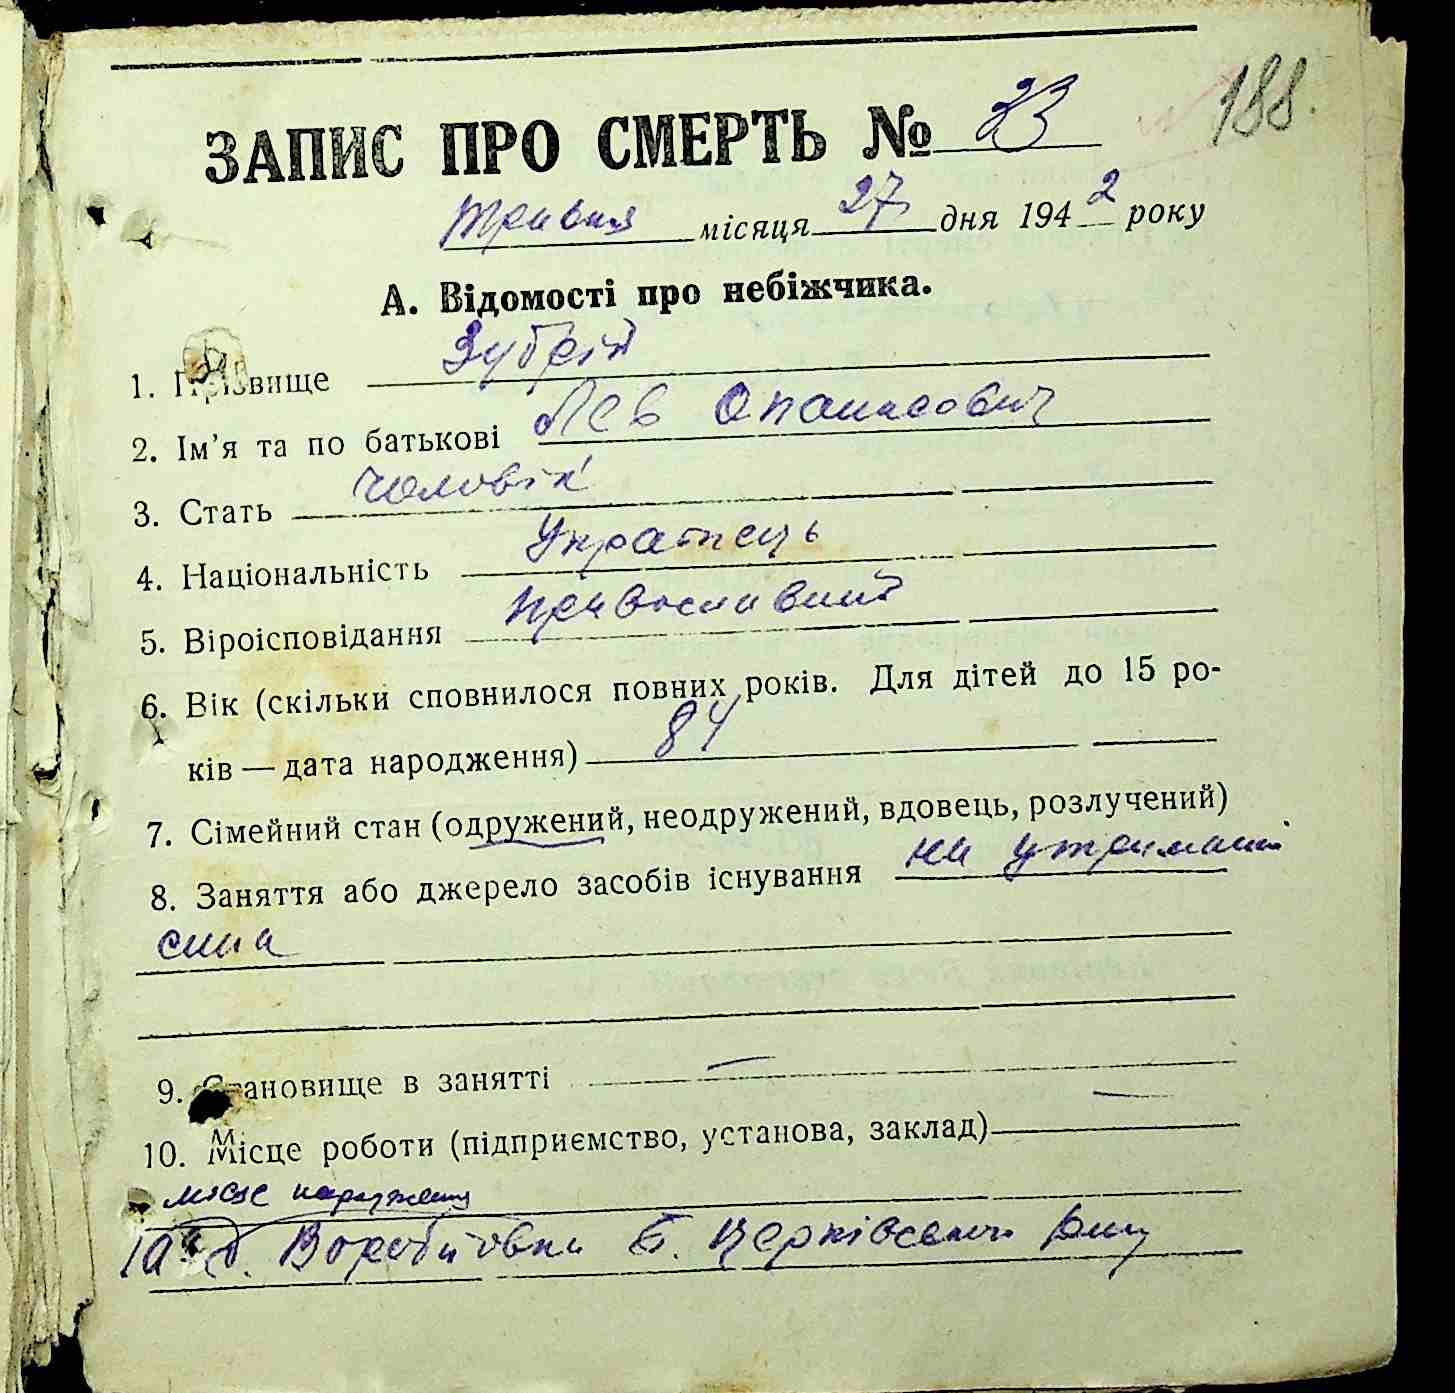 188.
ЗАПИС ПРО СМЕРТЬ № 23
травня місяця 27 дня 1942 року
А. Відомості про небіжчика.
1. Прізвище Зубрій
2. Ім'я та по батькові Лев Опанасович
3. Стать чоловік
4. Національність Українець
5. Віроісповідання православний
6. Вік (скільки сповнилося повних років. Для дітей до 15 ро-
ків — дата народження) 84
7. Сімейний стан (одружений, неодружений, вдовець, розлучений)
8. Заняття або джерело засобів існування на утриманні
сина
9. Становище в занятті —
10. Місце роботи (підприємство, установа, заклад) —
місце народження
Б. Церківського р-ну